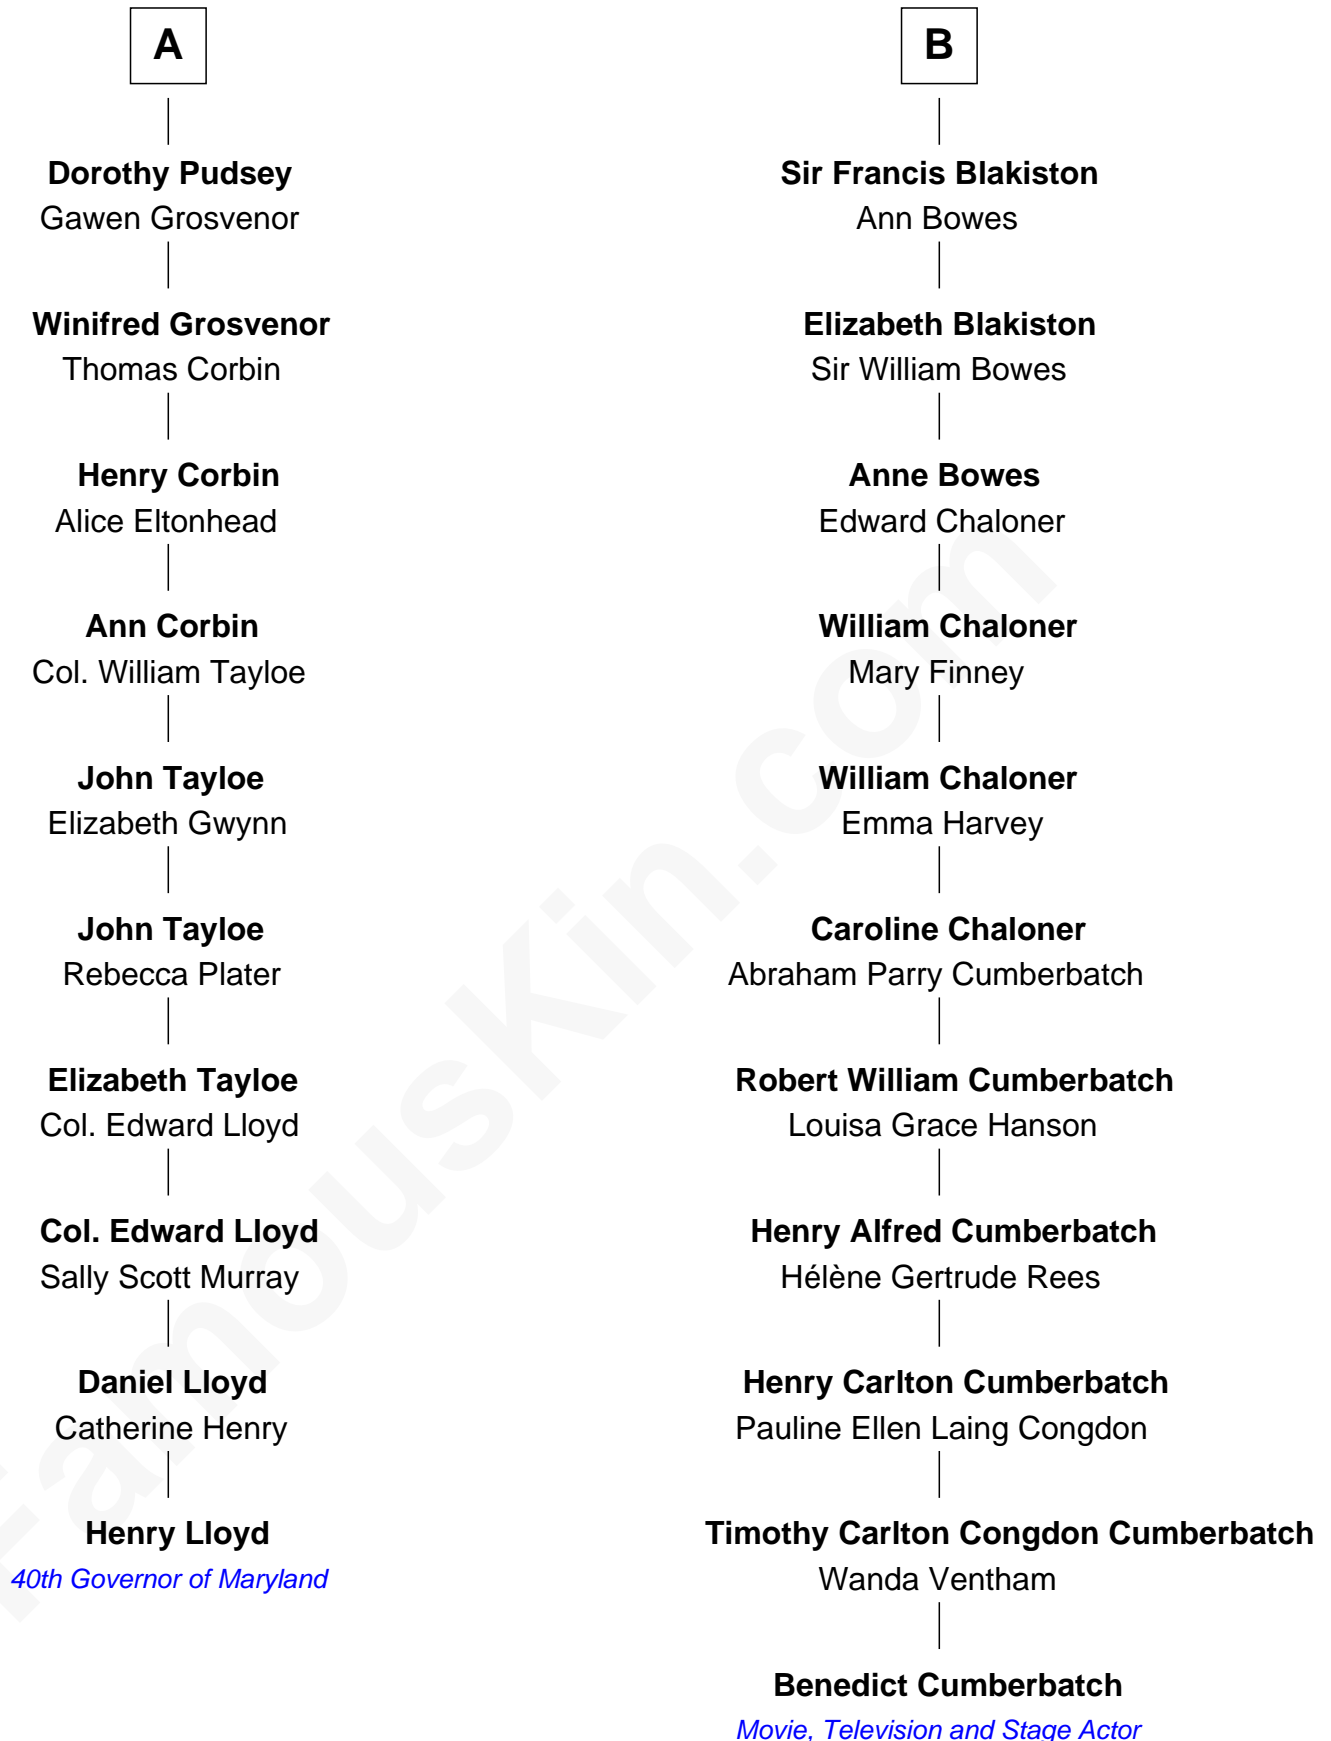 A
Dorothy Pudsey
Gawen Grosvenor
Winifred Grosvenor
Thomas Corbin
Henry Corbin
Alice Eltonhead
Ann Corbin
Col. William Tayloe
John Tayloe
Elizabeth Gwynn
John Tayloe
Rebecca Plater
Elizabeth Tayloe
Col. Edward Lloyd
Col. Edward Lloyd
Sally Scott Murray
Daniel Lloyd
Catherine Henry
Henry Lloyd
40th Governor of Maryland
B
Sir Francis Blakiston
Ann Bowes
Elizabeth Blakiston
Sir William Bowes
Anne Bowes
Edward Chaloner
William Chaloner
Mary Finney
William Chaloner
Emma Harvey
Caroline Chaloner
Abraham Parry Cumberbatch
Robert William Cumberbatch
Louisa Grace Hanson
Henry Alfred Cumberbatch
Hélène Gertrude Rees
Henry Carlton Cumberbatch
Pauline Ellen Laing Congdon
Timothy Carlton Congdon Cumberbatch
Wanda Ventham
Benedict Cumberbatch
Movie, Television and Stage Actor
FamousKin.com